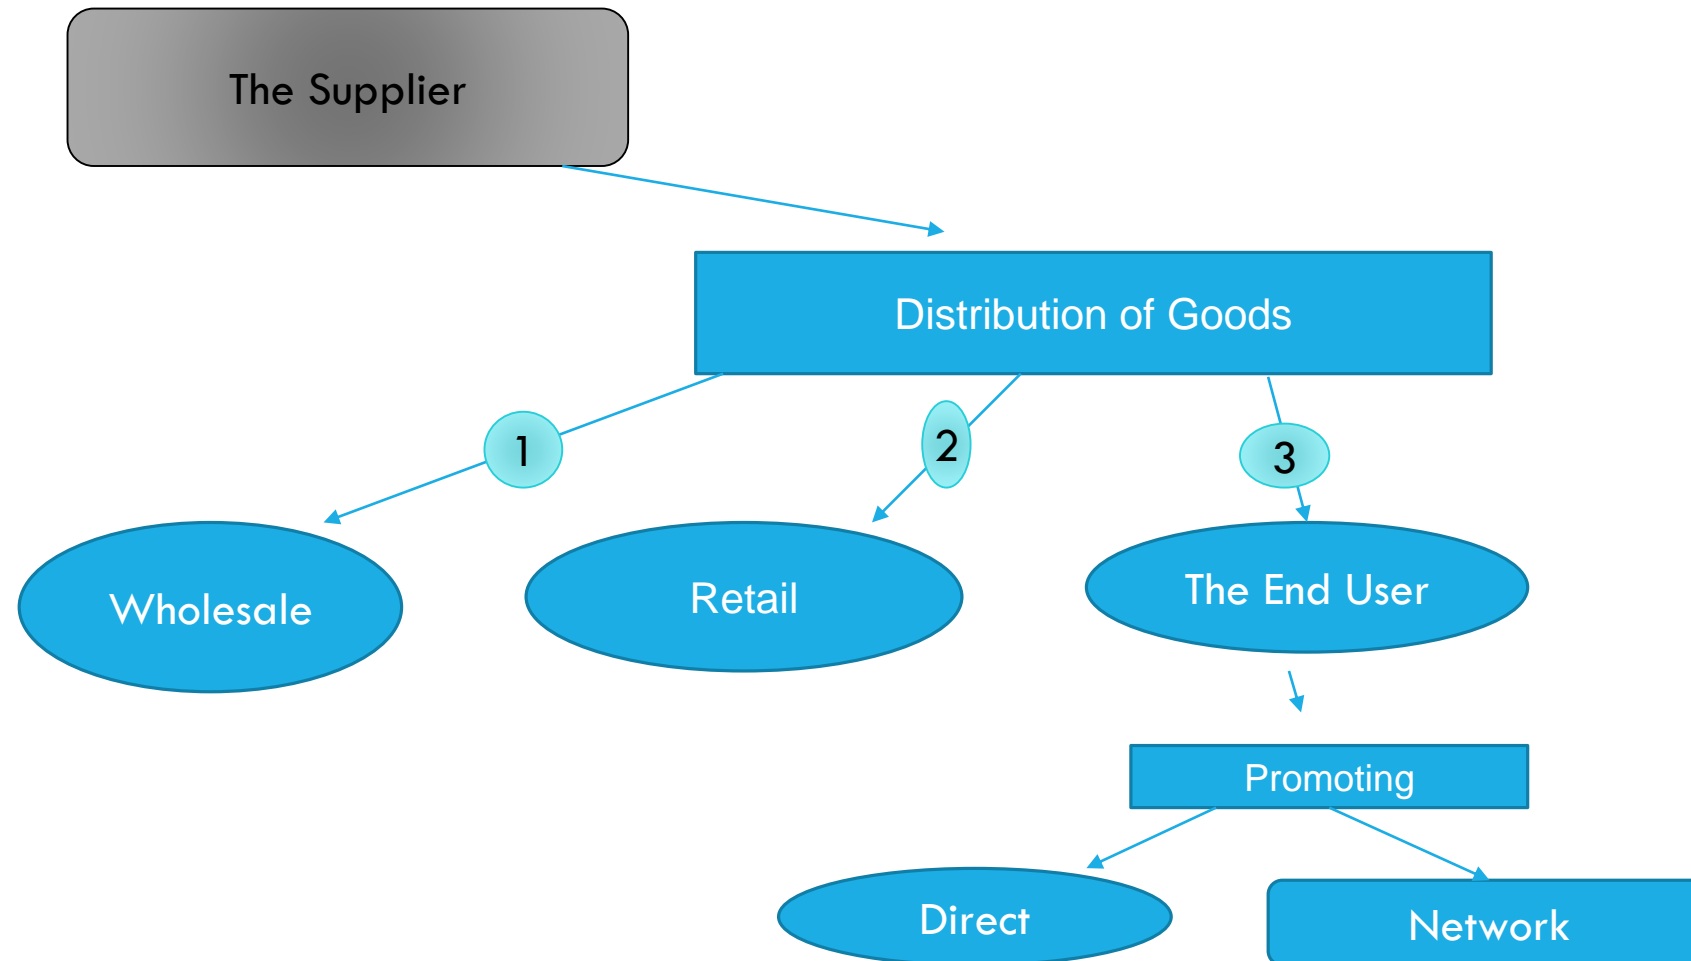 The Supplier
Distribution of Goods
1
2
3
Wholesale
Retail
The End User
Promoting
Direct
Network